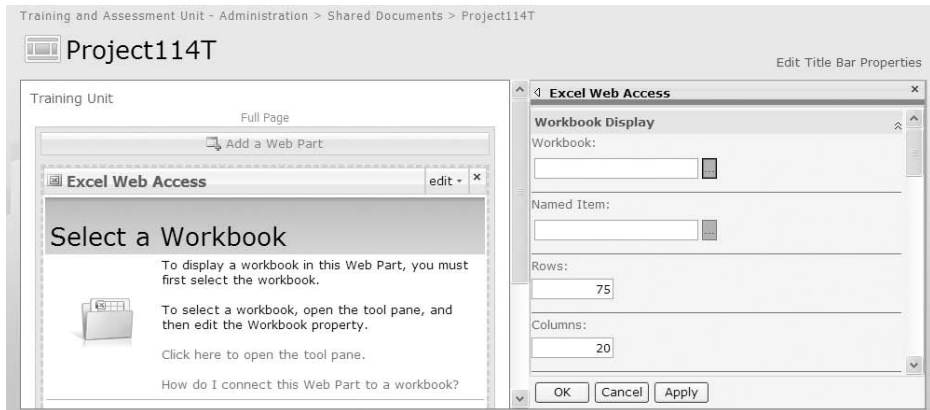 Training and Assessment Unit - Administration > Shared Documents > Project114T
Project114T
Edit Title Bar Properties
Training Unit
Full Page
Add a Web Part
Excel Web Access
edit
×
Select a Workbook
To display a workbook in this Web Part, you must
first select the workbook.
To select a workbook, open the tool pane, and
then edit the Workbook property.
Click here to open the tool pane.
How do I connect this Web Part to a workbook?
Excel Web Access
×
Workbook Display
Workbook:
...
Named Item:
...
Rows:
75
Columns:
20
OK
Cancel
Apply